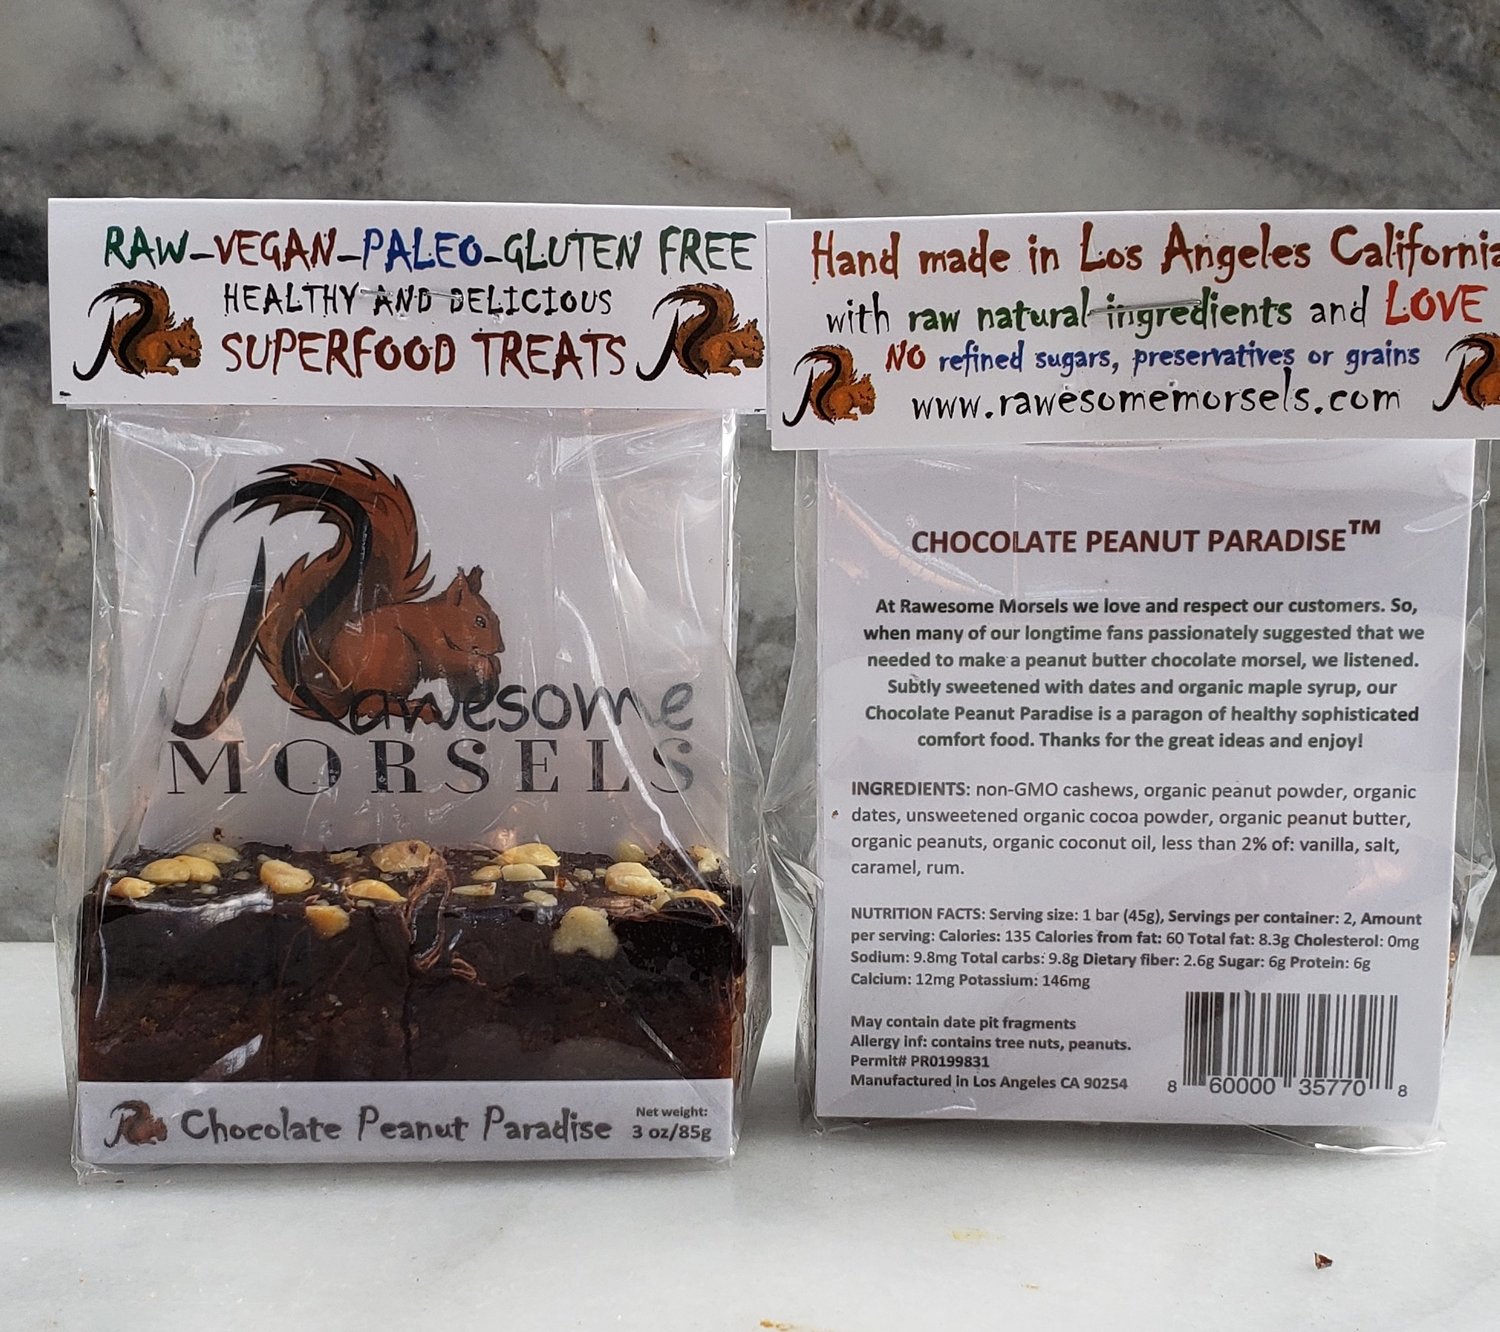 RAW-VEGAN-PALEO-GLUTEN FREE
HEALTHY AND DELICIOUS
SUPERFOOD TREATS
Rawesome
MORSELS
Chocolate Peanut Paradise
Net weight:
3 oz/85g
Hand made in Los Angeles California
with raw natural ingredients and LOVE
NO refined sugars, preservatives or grains
www.rawesomemorsels.com
CHOCOLATE PEANUT PARADISE™
At Rawesome Morsels we love and respect our customers. So,
when many of our longtime fans passionately suggested that we
needed to make a peanut butter chocolate morsel, we listened.
Subtly sweetened with dates and organic maple syrup, our
Chocolate Peanut Paradise is a paragon of healthy sophisticated
comfort food. Thanks for the great ideas and enjoy!
INGREDIENTS: non-GMO cashews, organic peanut powder, organic
dates, unsweetened organic cocoa powder, organic peanut butter,
organic peanuts, organic coconut oil, less than 2% of: vanilla, salt,
caramel, rum.
NUTRITION FACTS: Serving size: 1 bar (45g), Servings per container: 2, Amount
per serving: Calories: 135 Calories from fat: 60 Total fat: 8.3g Cholesterol: 0mg
Sodium: 9.8mg Total carbs: 9.8g Dietary fiber: 2.6g Sugar: 6g Protein: 6g
Calcium: 12mg Potassium: 146mg
May contain date pit fragments
Allergy inf: contains tree nuts, peanuts.
Permit# PR0199831
Manufactured in Los Angeles CA 90254
8 60000 35770 8